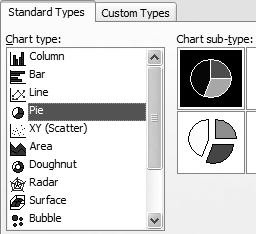 Standard Types Custom Types
Chart type:
Chart sub-type:
Column
Bar
Line
Pie
XY (Scatter)
Area
Doughnut
Radar
Surface
Bubble